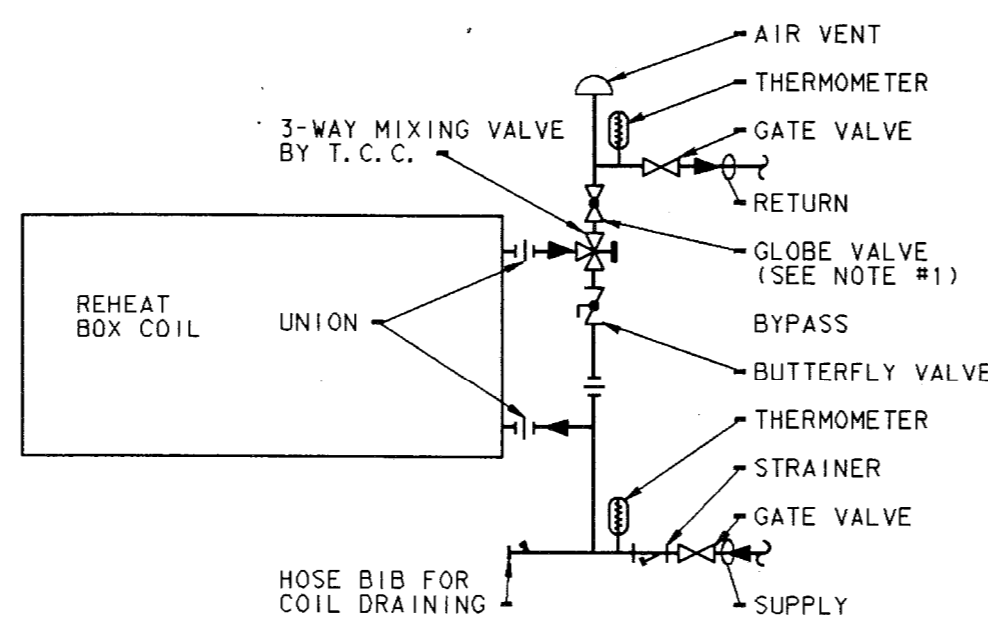 AIR VENT
THERMOMETER
3-WAY MIXING VALVE
BY T.C.C.
GATE VALVE
RETURN
GLOBE VALVE
(SEE NOTE #1)
REHEAT
BOX COIL
UNION
BYPASS
BUTTERFLY VALVE
THERMOMETER
STRAINER
GATE VALVE
HOSE BIB FOR
COIL DRAINING
SUPPLY